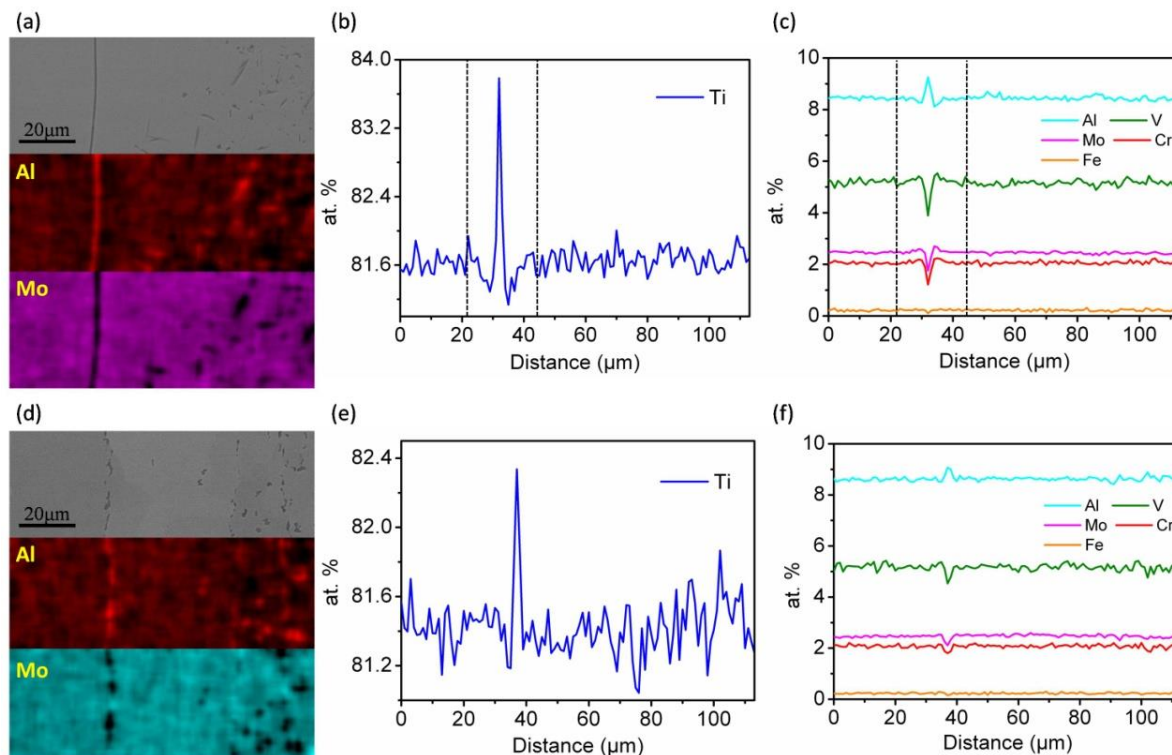 (a)
20μm
Al
Mo
(b)
84.0
83.2
82.4
81.6
0 20 40 60 80 100
at. %
Distance (μm)
Ti
(c)
10
8
6
4
2
0
0 20 40 60 80 100
at. %
Distance (μm)
Al V
Mo Cr
Fe
(d)
20μm
Al
Mo
(e)
82.4
82.0
81.6
81.2
0 20 40 60 80 100
at. %
Distance (μm)
Ti
(f)
10
8
6
4
2
0
0 20 40 60 80 100
at. %
Distance (μm)
Al V
Mo Cr
Fe